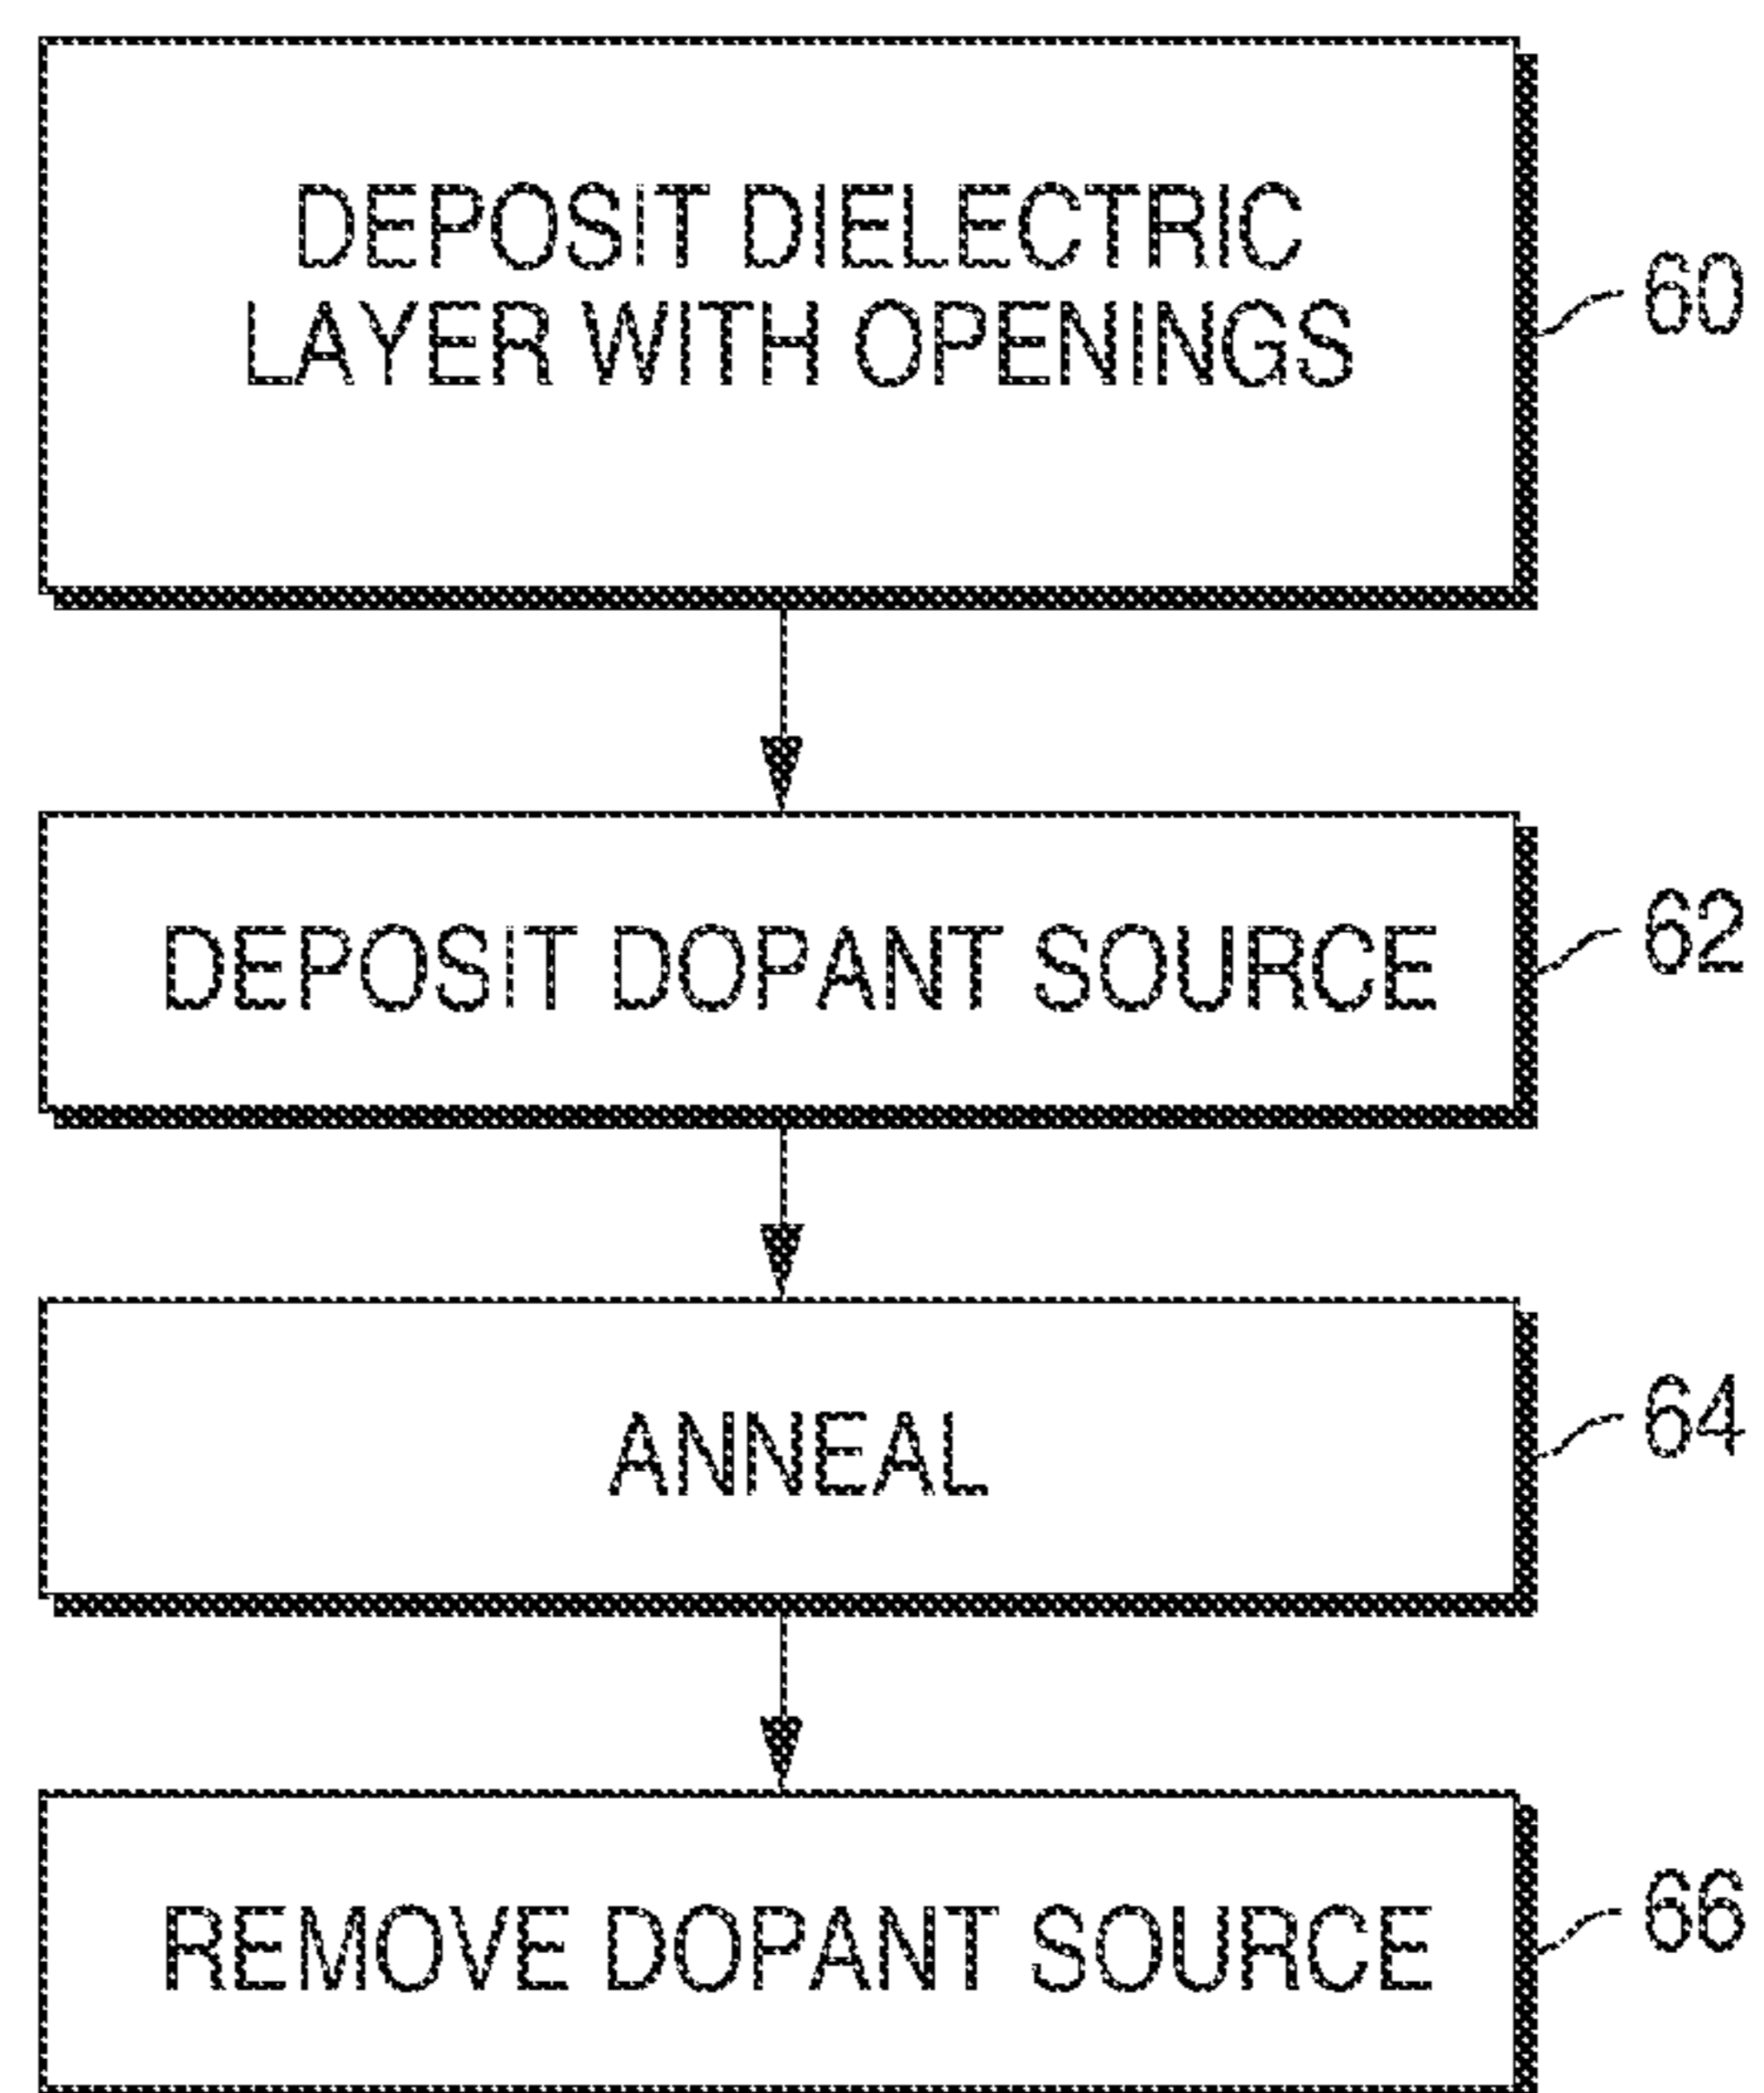 DEPOSIT DIELECTRIC
LAYER WITH OPENINGS
60
DEPOSIT DOPANT SOURCE
62
ANNEAL
64
REMOVE DOPANT SOURCE
66